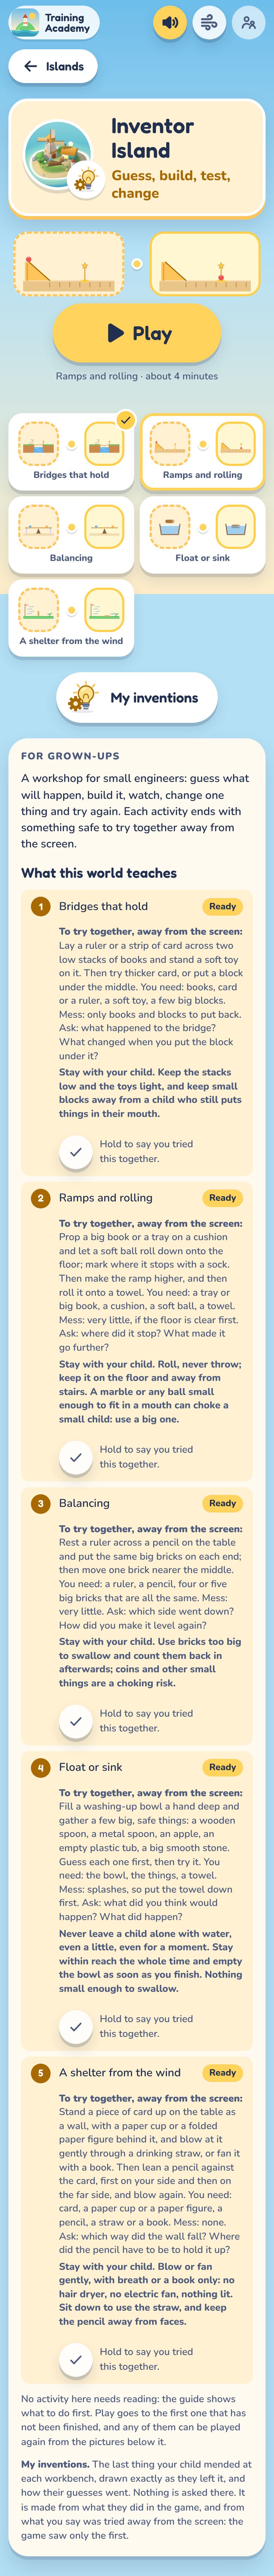 Training
Academy
Islands
Inventor
Island
Guess, build, test,
change
Play
Ramps and rolling · about 4 minutes
Bridges that hold
Ramps and rolling
Balancing
Float or sink
A shelter from the wind
My inventions
FOR GROWN-UPS
A workshop for small engineers: guess what
will happen, build it, watch, change one
thing and try again. Each activity ends with
something safe to try together away from
the screen.
What this world teaches
1 Bridges that hold Ready
To try together, away from the screen:
Lay a ruler or a strip of card across two
low stacks of books and stand a soft toy
on it. Then try thicker card, or put a block
under the middle. You need: books, card
or a ruler, a soft toy, a few big blocks.
Mess: only books and blocks to put back.
Ask: what happened to the bridge?
What changed when you put the block
under it?
Stay with your child. Keep the stacks
low and the toys light, and keep small
blocks away from a child who still puts
things in their mouth.
Hold to say you tried
this together.
2 Ramps and rolling Ready
To try together, away from the screen:
Prop a big book or a tray on a cushion
and let a soft ball roll down onto the
floor; mark where it stops with a sock.
Then make the ramp higher, and then
roll it onto a towel. You need: a tray or
big book, a cushion, a soft ball, a towel.
Mess: very little, if the floor is clear first.
Ask: where did it stop? What made it
go further?
Stay with your child. Roll, never throw;
keep it on the floor and away from
stairs. A marble or any ball small
enough to fit in a mouth can choke a
small child: use a big one.
Hold to say you tried
this together.
3 Balancing Ready
To try together, away from the screen:
Rest a ruler across a pencil on the table
and put the same big bricks on each end;
then move one brick nearer the middle.
You need: a ruler, a pencil, four or five
big bricks that are all the same. Mess:
very little. Ask: which side went down?
How did you make it level again?
Stay with your child. Use bricks too big
to swallow and count them back in
afterwards; coins and other small
things are a choking risk.
Hold to say you tried
this together.
4 Float or sink Ready
To try together, away from the screen:
Fill a washing-up bowl a hand deep and
gather a few big, safe things: a wooden
spoon, a metal spoon, an apple, an
empty plastic tub, a big smooth stone.
Guess each one first, then try it. You
need: the bowl, the things, a towel.
Mess: splashes, so put the towel down
first. Ask: what did you think would
happen? What did happen?
Never leave a child alone with water,
even a little, even for a moment. Stay
within reach the whole time and empty
the bowl as soon as you finish. Nothing
small enough to swallow.
Hold to say you tried
this together.
5 A shelter from the wind Ready
To try together, away from the screen:
Stand a piece of card up on the table as
a wall, with a paper cup or a folded
paper figure behind it, and blow at it
gently through a drinking straw, or fan it
with a book. Then lean a pencil against
the card, first on your side and then on
the far side, and blow again. You need:
card, a paper cup or a paper figure, a
pencil, a straw or a book. Mess: none.
Ask: which way did the wall fall? Where
did the pencil have to be to hold it up?
Stay with your child. Blow or fan
gently, with breath or a book only: no
hair dryer, no electric fan, nothing lit.
Sit down to use the straw, and keep
the pencil away from faces.
Hold to say you tried
this together.
No activity here needs reading: the guide shows
what to do first. Play goes to the first one that has
not been finished, and any of them can be played
again from the pictures below it.
My inventions. The last thing your child mended at
each workbench, drawn exactly as they left it, and
how their guesses went. Nothing is asked there. It
is made from what they did in the game, and from
what you say was tried away from the screen: the
game saw only the first.